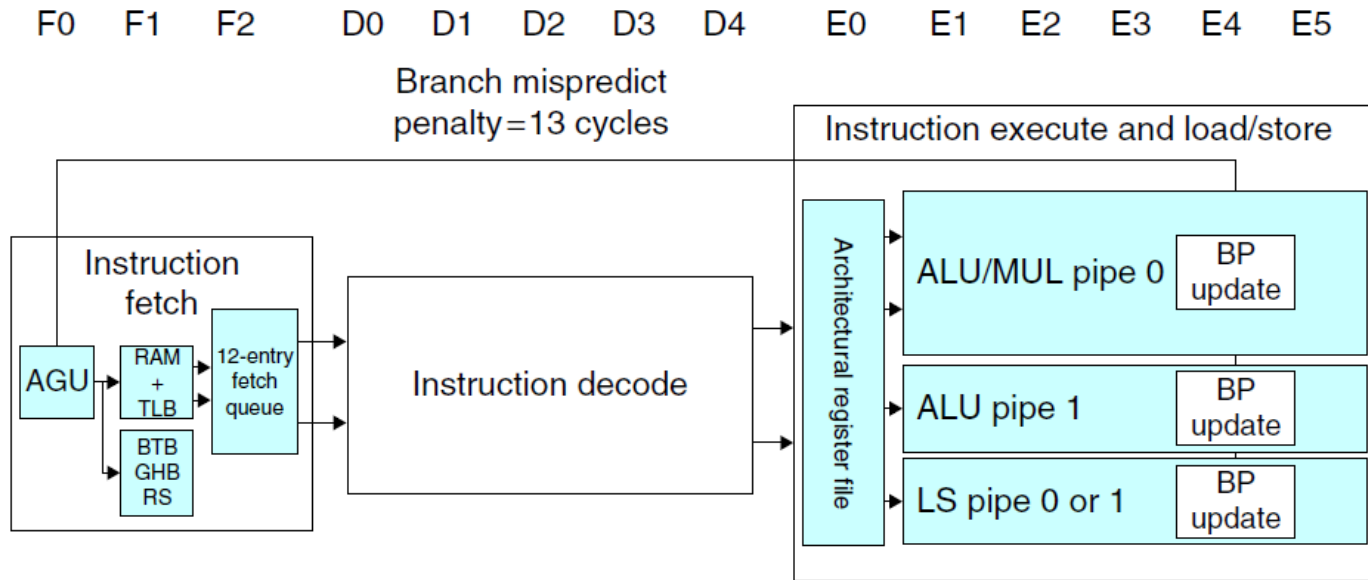 F0 F1 F2 D0 D1 D2 D3 D4 E0 E1 E2 E3 E4 E5
Branch mispredict
penalty=13 cycles
Instruction execute and load/store
Instruction
fetch
AGU
RAM
+
TLB
BTB
GHB
RS
12-entry
fetch
queue
Instruction decode
Architectural register file
ALU/MUL pipe 0
BP
update
ALU pipe 1
BP
update
LS pipe 0 or 1
BP
update